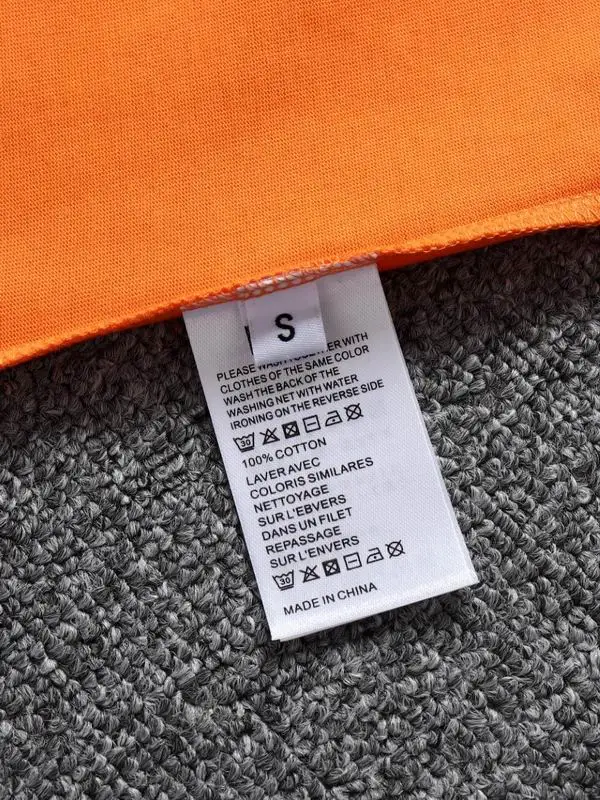 S
PLEASE WASH TOGETHER WITH
CLOTHES OF THE SAME COLOR
WASH THE BACK OF THE
WASHING NET WITH WATER
IRONING ON THE REVERSE SIDE
30
100% COTTON
LAVER AVEC
COLORIS SIMILARES
NETTOYAGE
SUR L'EBVERS
DANS UN FILET
REPASSAGE
SUR L'ENVERS
30
MADE IN CHINA